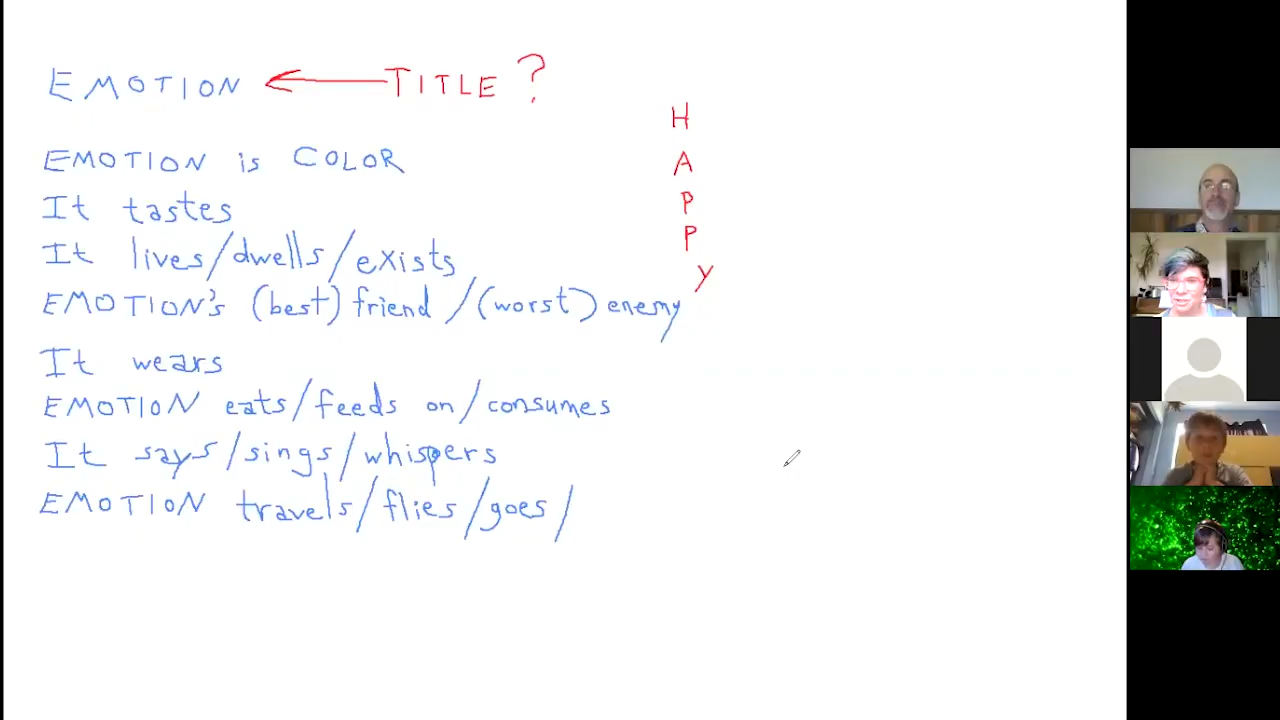 EMOTION ← TITLE ?
EMOTION is COLOR
It tastes
It lives/dwells/exists
EMOTION's (best) friend / (worst) enemy
It wears
EMOTION eats/feeds on/consumes
It says/sings/whispers
EMOTION travels/flies/goes/
H
A
P
P
Y